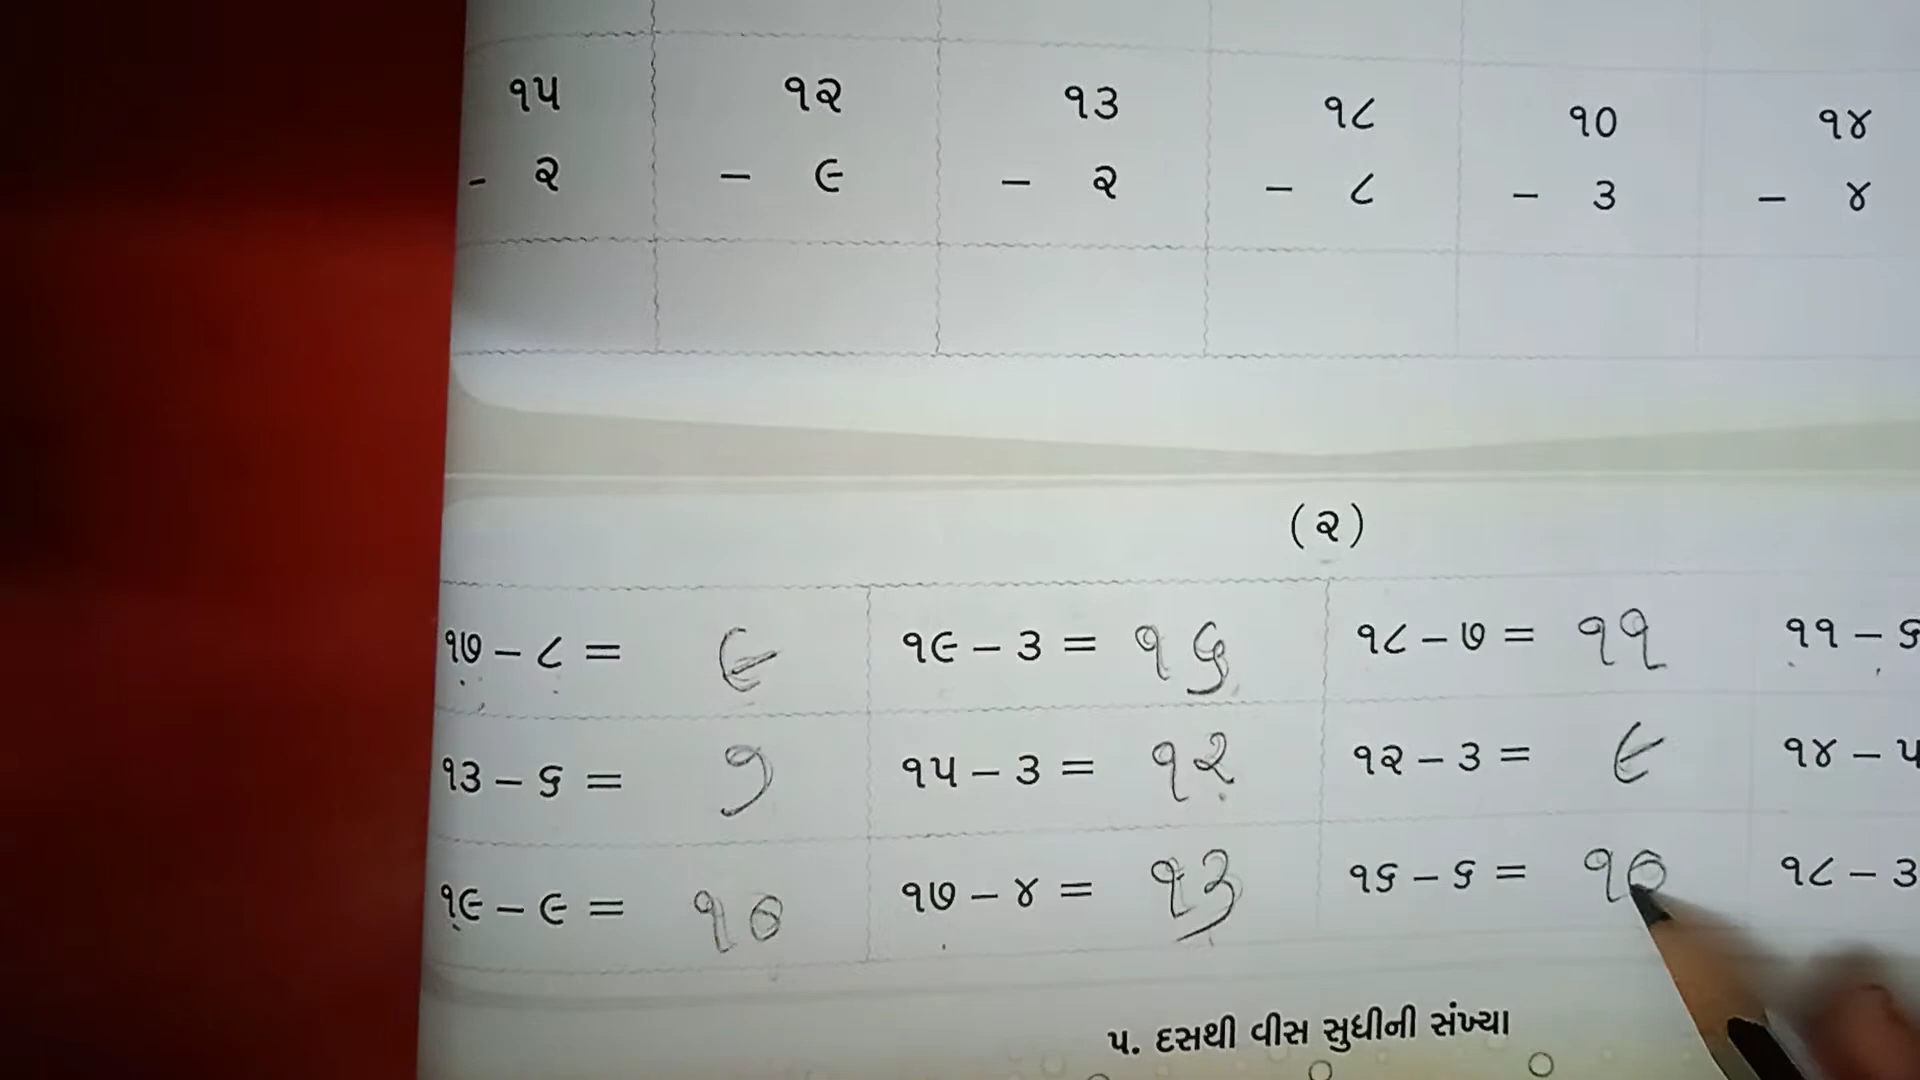 ૧૫ ૧૨ ૧૩ ૧૮ ૧૦ ૧૪
- ૨ - ૯ - ૨ - ૮ - ૩ - ૪
(૨)
૧૭ - ૮ = ૯ ૧૯ - ૩ = ૧૬ ૧૮ - ૭ = ૧૧ ૧૧ - ૬
૧૩ - ૬ = ૭ ૧૫ - ૩ = ૧૨ ૧૨ - ૩ = ૯ ૧૪ - ૫
૧૯ - ૯ = ૧૦ ૧૭ - ૪ = ૧૩ ૧૬ - ૬ = ૧૦ ૧૮ - ૩
૫. દસથી વીસ સુધીની સંખ્યા